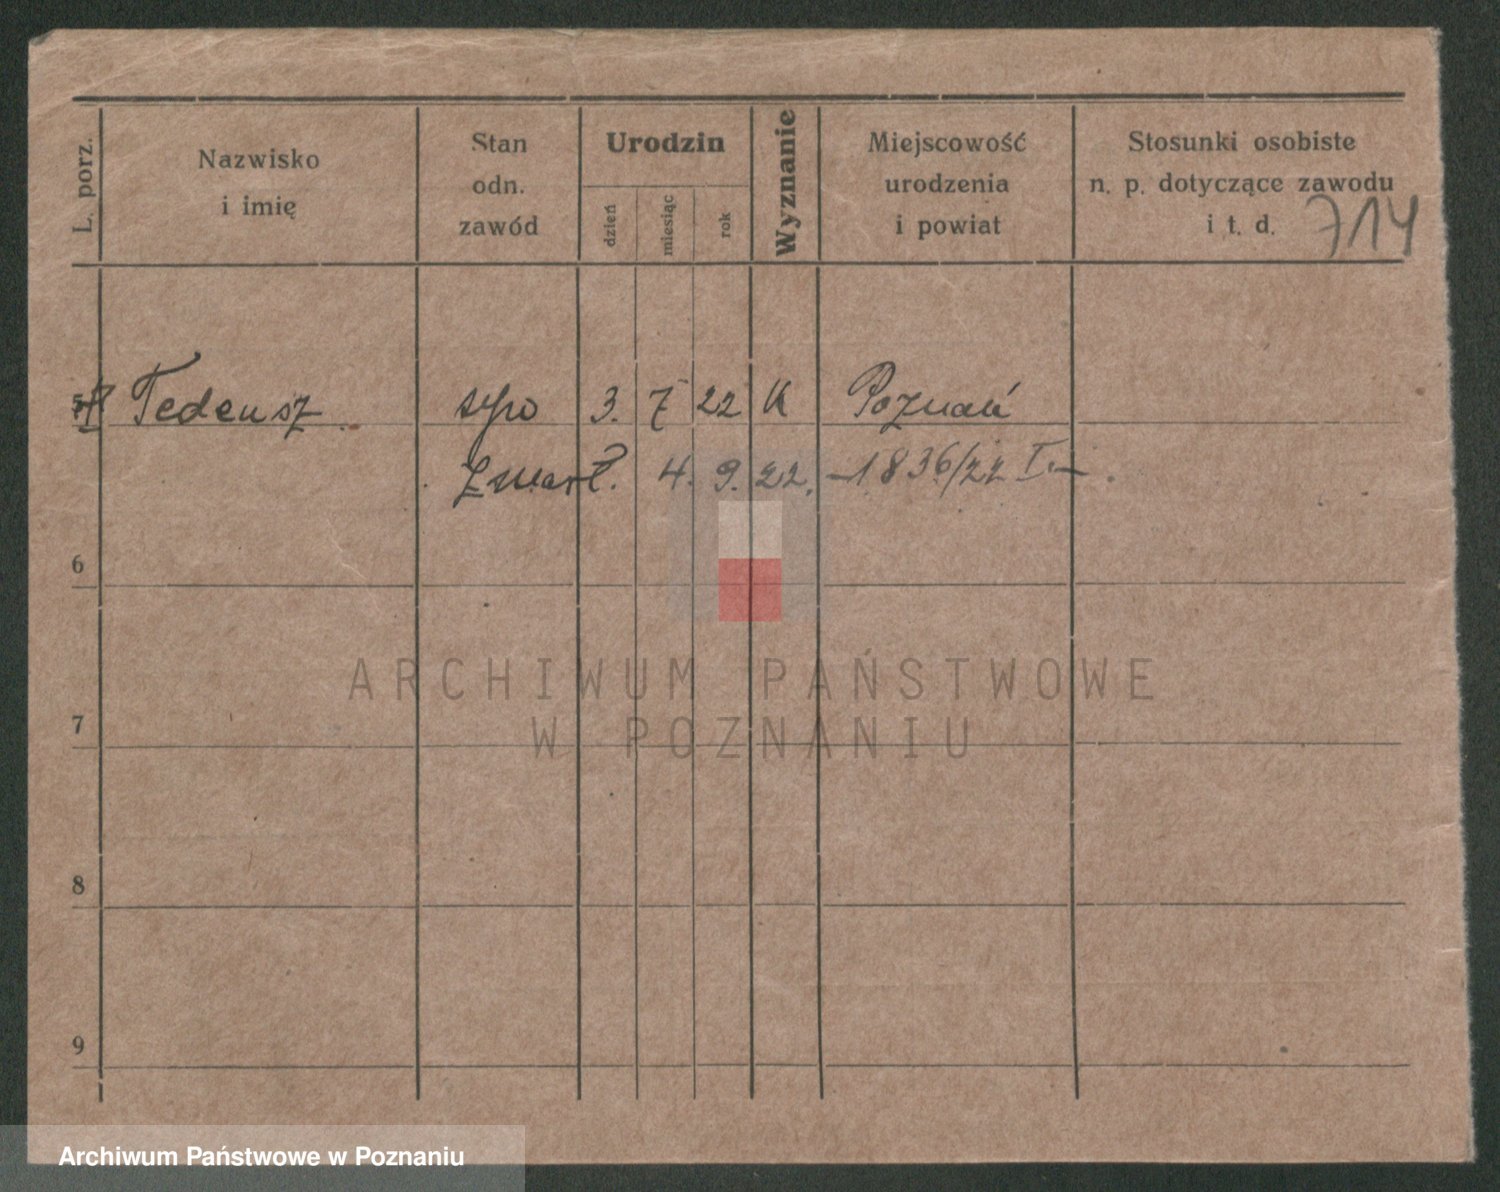 L. porz.
Nazwisko
i imię
Stan
odn.
zawód
Urodzin
dzień
miesiąc
rok
Wyznanie
Miejscowość
urodzenia
i powiat
Stosunki osobiste
n. p. dotyczące zawodu
i t. d.
714
5
Tedeusz syn 3. 7 22 K Poznań
Zmarł. 4. 9. 22. -1836/22 I.-
6
7
8
9
ARCHIWUM PAŃSTWOWE
W POZNANIU
Archiwum Państwowe w Poznaniu